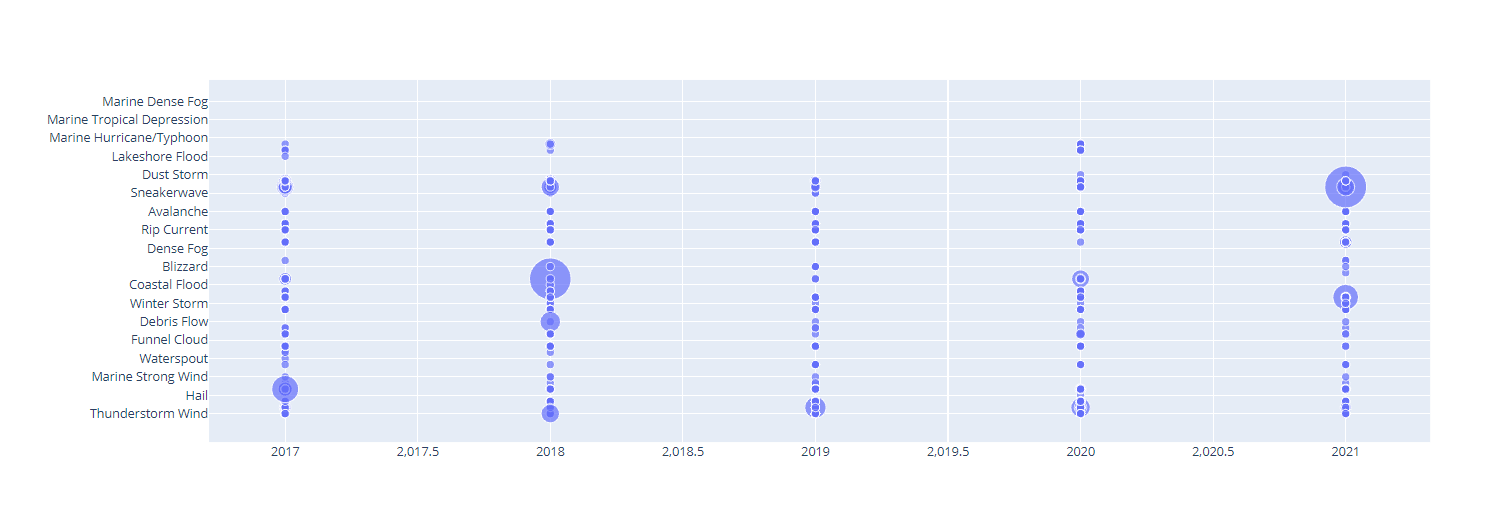 Marine Dense Fog
Marine Tropical Depression
Marine Hurricane/Typhoon
Lakeshore Flood
Dust Storm
Sneakerwave
Avalanche
Rip Current
Dense Fog
Blizzard
Coastal Flood
Winter Storm
Debris Flow
Funnel Cloud
Waterspout
Marine Strong Wind
Hail
Thunderstorm Wind
2017 2,017.5 2018 2,018.5 2019 2,019.5 2020 2,020.5 2021